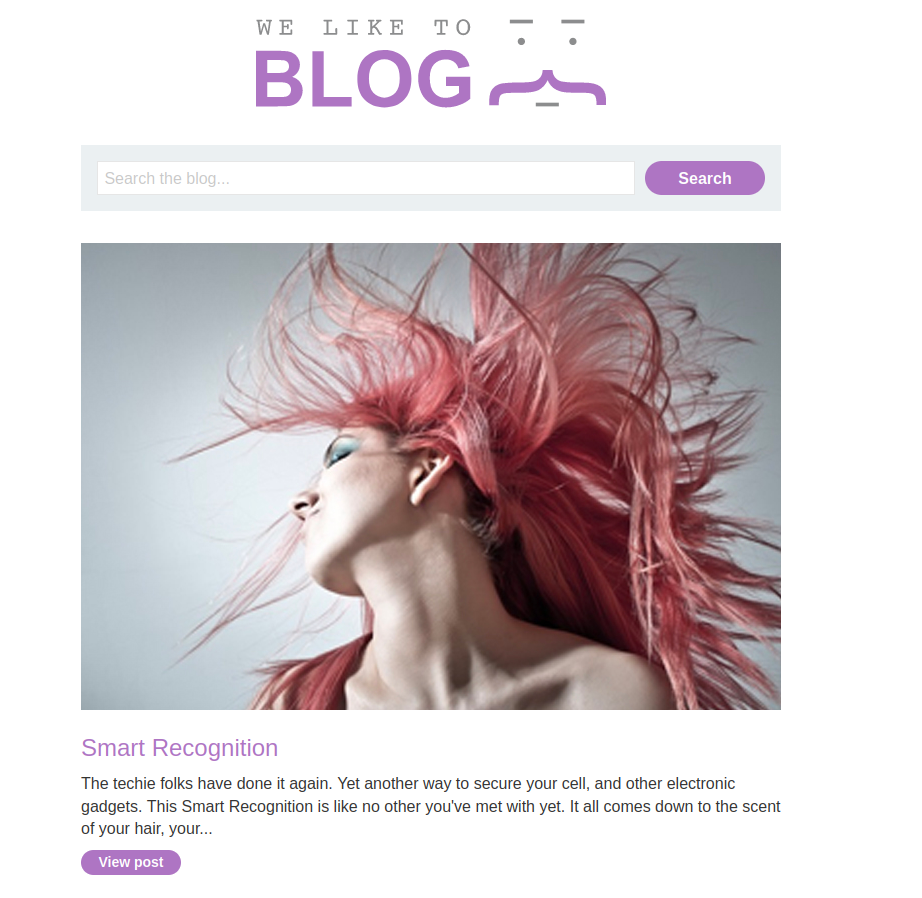 WE LIKE TO
BLOG
Search the blog...
Search
Smart Recognition
The techie folks have done it again. Yet another way to secure your cell, and other electronic
gadgets. This Smart Recognition is like no other you've met with yet. It all comes down to the scent
of your hair, your...
View post